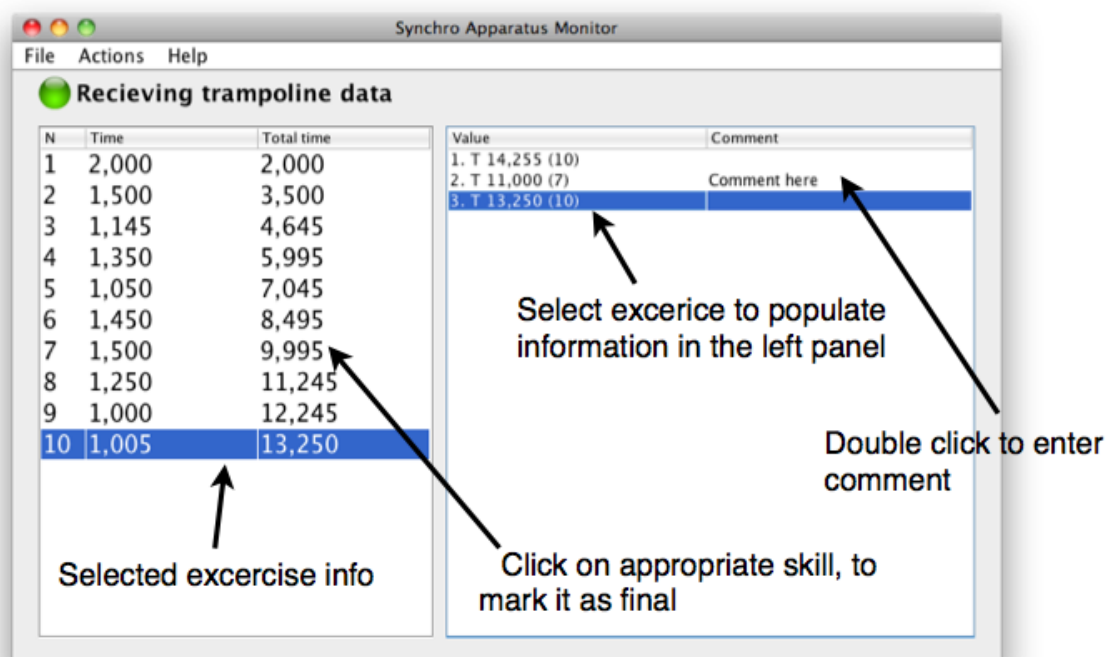 Synchro Apparatus Monitor
File Actions Help
Recieving trampoline data
N Time Total time
1 2,000 2,000
2 1,500 3,500
3 1,145 4,645
4 1,350 5,995
5 1,050 7,045
6 1,450 8,495
7 1,500 9,995
8 1,250 11,245
9 1,000 12,245
10 1,005 13,250
Value Comment
1. T 14,255 (10)
2. T 11,000 (7) Comment here
3. T 13,250 (10)
Select excerice to populate
information in the left panel
Double click to enter
comment
Selected excercise info
Click on appropriate skill, to
mark it as final